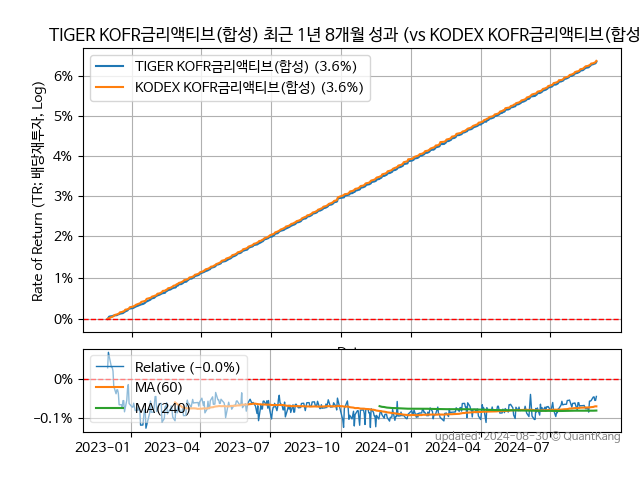 TIGER KOFR금리액티브(합성) 최근 1년 8개월 성과 (vs KODEX KOFR금리액티브(합성
TIGER KOFR금리액티브(합성) (3.6%)
KODEX KOFR금리액티브(합성) (3.6%)
Rate of Return (TR: 배당재투자, Log)
6%
5%
4%
3%
2%
1%
0%
Relative (-0.0%)
MA(60)
MA(240)
0%
-0.1%
2023-01 2023-04 2023-07 2023-10 2024-01 2024-04 2024-07
updated: 2024-08-30 © QuantKang